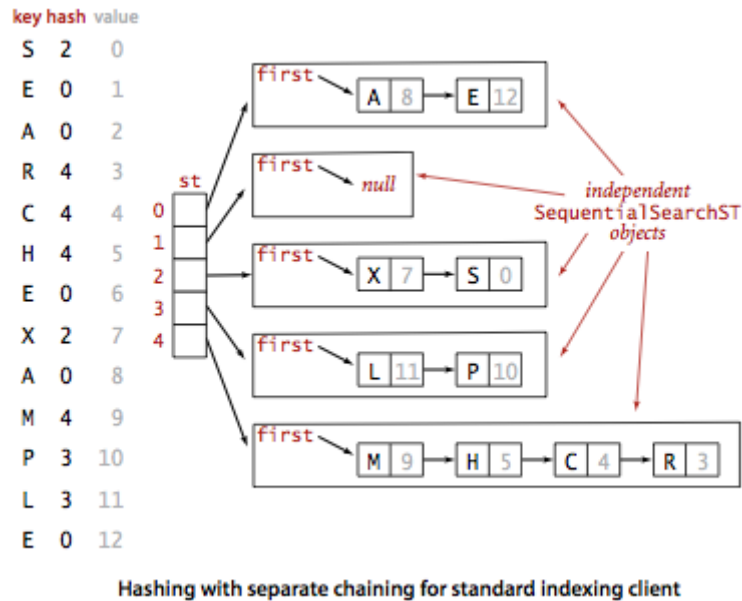 key hash value
S 2 0
E 0 1
A 0 2
R 4 3
C 4 4
H 4 5
E 0 6
X 2 7
A 0 8
M 4 9
P 3 10
L 3 11
E 0 12
st
0
1
2
3
4
first
A 8 E 12
first
null
first
X 7 S 0
first
L 11 P 10
first
M 9 H 5 C 4 R 3
independent
SequentialSearchST
objects
Hashing with separate chaining for standard indexing client